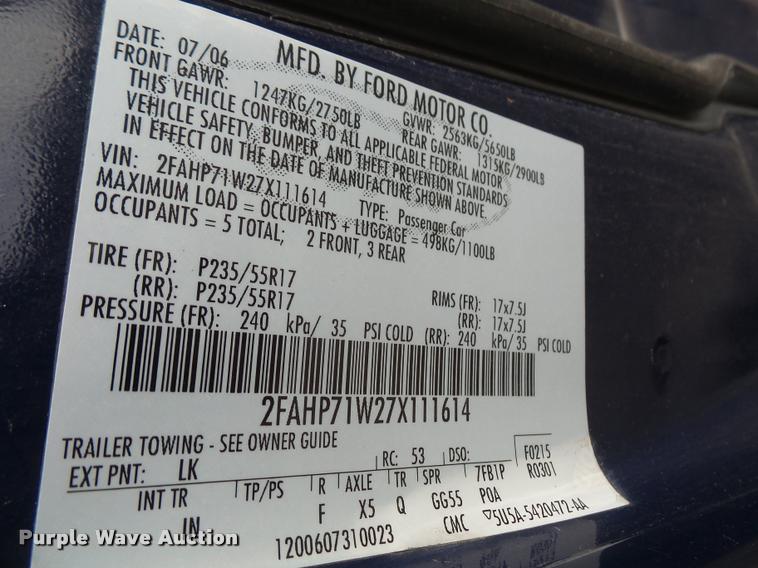 DATE: 07/06 MFD. BY FORD MOTOR CO.
FRONT GAWR: 1247KG/2750LB GVWR: 2563KG/5650LB
REAR GAWR: 1315KG/2900LB
THIS VEHICLE CONFORMS TO ALL APPLICABLE FEDERAL MOTOR
VEHICLE SAFETY, BUMPER, AND THEFT PREVENTION STANDARDS
IN EFFECT ON THE DATE OF MANUFACTURE SHOWN ABOVE.
VIN: 2FAHP71W27X111614 TYPE: Passenger Car
MAXIMUM LOAD = OCCUPANTS + LUGGAGE = 498KG/1100LB
OCCUPANTS = 5 TOTAL; 2 FRONT, 3 REAR
TIRE (FR): P235/55R17 RIMS (FR): 17x7.5J
(RR): P235/55R17 (RR): 17x7.5J
PRESSURE (FR): 240 kPa/ 35 PSI COLD (RR): 240 kPa/ 35 PSI COLD
2FAHP71W27X111614
TRAILER TOWING - SEE OWNER GUIDE
EXT PNT: LK RC: 53 DSO: F0215
R0301
INT TR TP/PS R AXLE TR SPR 7FB1P
IN F X5 Q GG55 POA
1200607310023 CMC 5U5A-5420472-AA
Purple Wave Auction